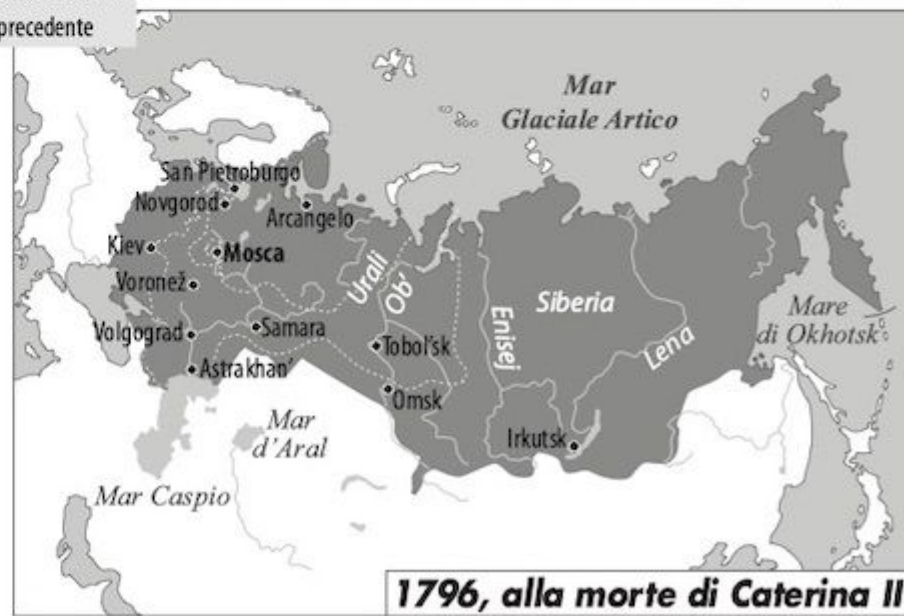 precedente
Mar
Glaciale Artico
San Pietroburgo
Novgorod
Arcangelo
Kiev
Mosca
Urali
Ob'
Voronež
Siberia
Enisej
Mare
di Okhotsk
Volgograd
Samara
Tobol'sk
Lena
Astrakhan'
Omsk
Mar
d'Aral
Irkutsk
Mar Caspio
1796, alla morte di Caterina II